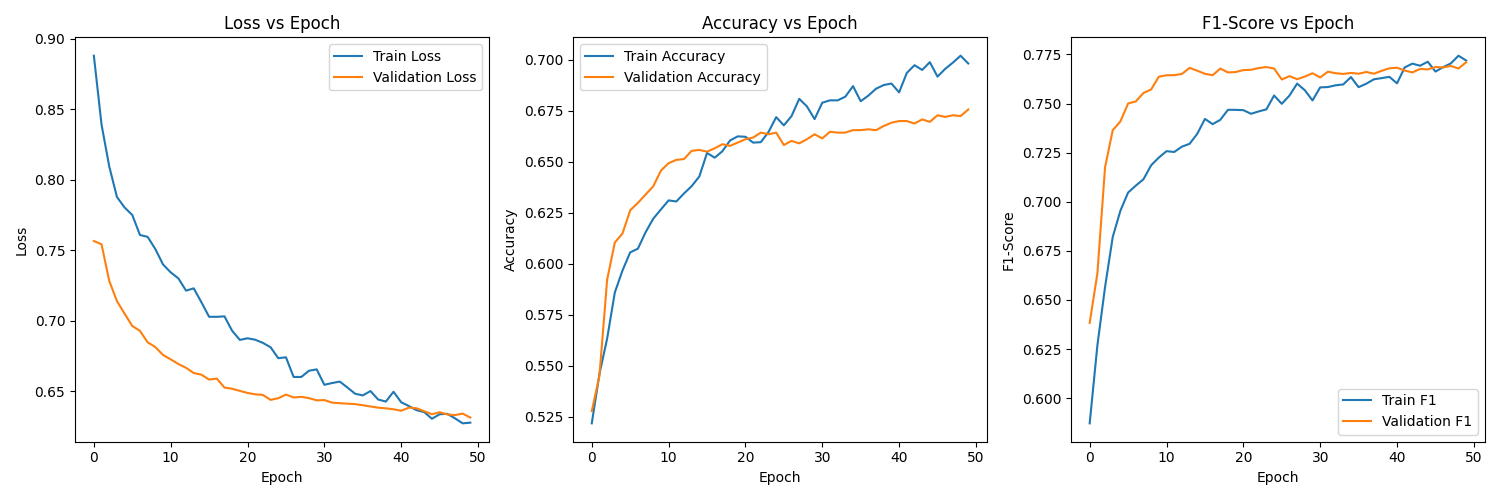 Loss vs Epoch
0.90
0.85
0.80
0.75
0.70
0.65
Loss
Train Loss
Validation Loss
0 10 20 30 40 50
Epoch
Accuracy vs Epoch
0.700
0.675
0.650
0.625
0.600
0.575
0.550
0.525
Accuracy
Train Accuracy
Validation Accuracy
0 10 20 30 40 50
Epoch
F1-Score vs Epoch
0.775
0.750
0.725
0.700
0.675
0.650
0.625
0.600
F1-Score
Train F1
Validation F1
0 10 20 30 40 50
Epoch